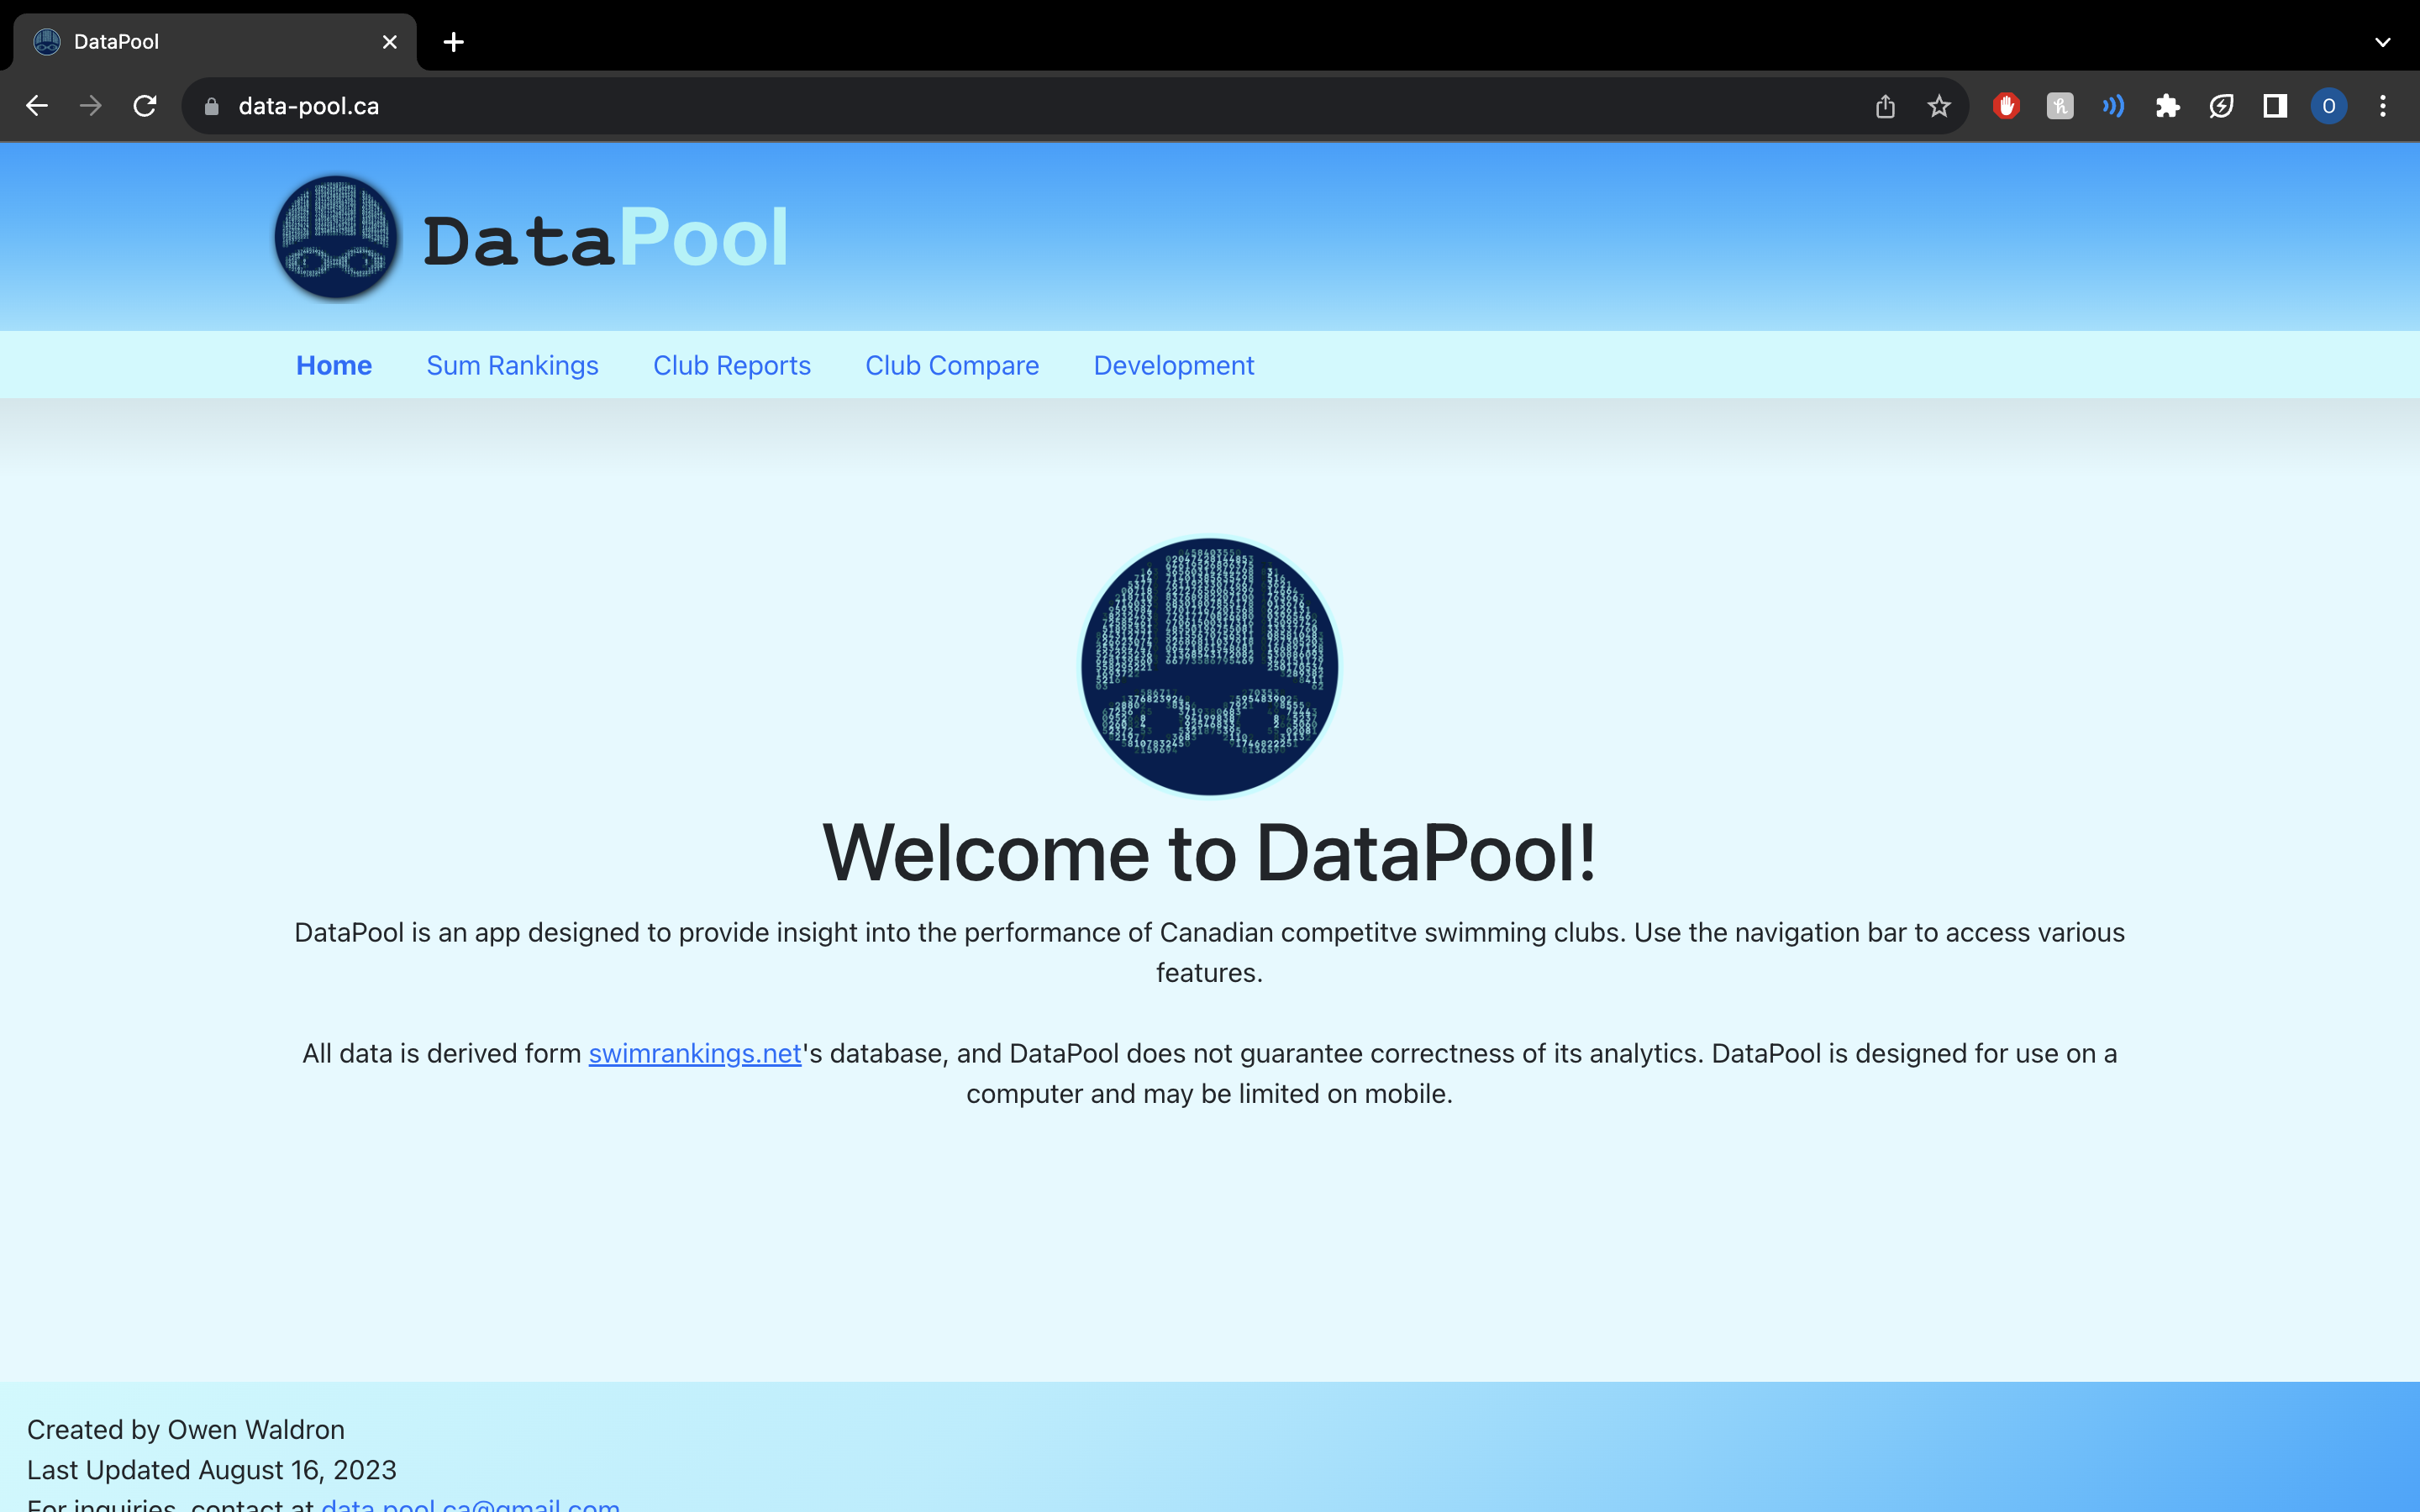 DataPool
data-pool.ca
O
DataPool
Home Sum Rankings Club Reports Club Compare Development
Welcome to DataPool!
DataPool is an app designed to provide insight into the performance of Canadian competitve swimming clubs. Use the navigation bar to access various
features.
All data is derived form swimrankings.net's database, and DataPool does not guarantee correctness of its analytics. DataPool is designed for use on a
computer and may be limited on mobile.
Created by Owen Waldron
Last Updated August 16, 2023
For inquiries, contact at data.pool.ca@gmail.com